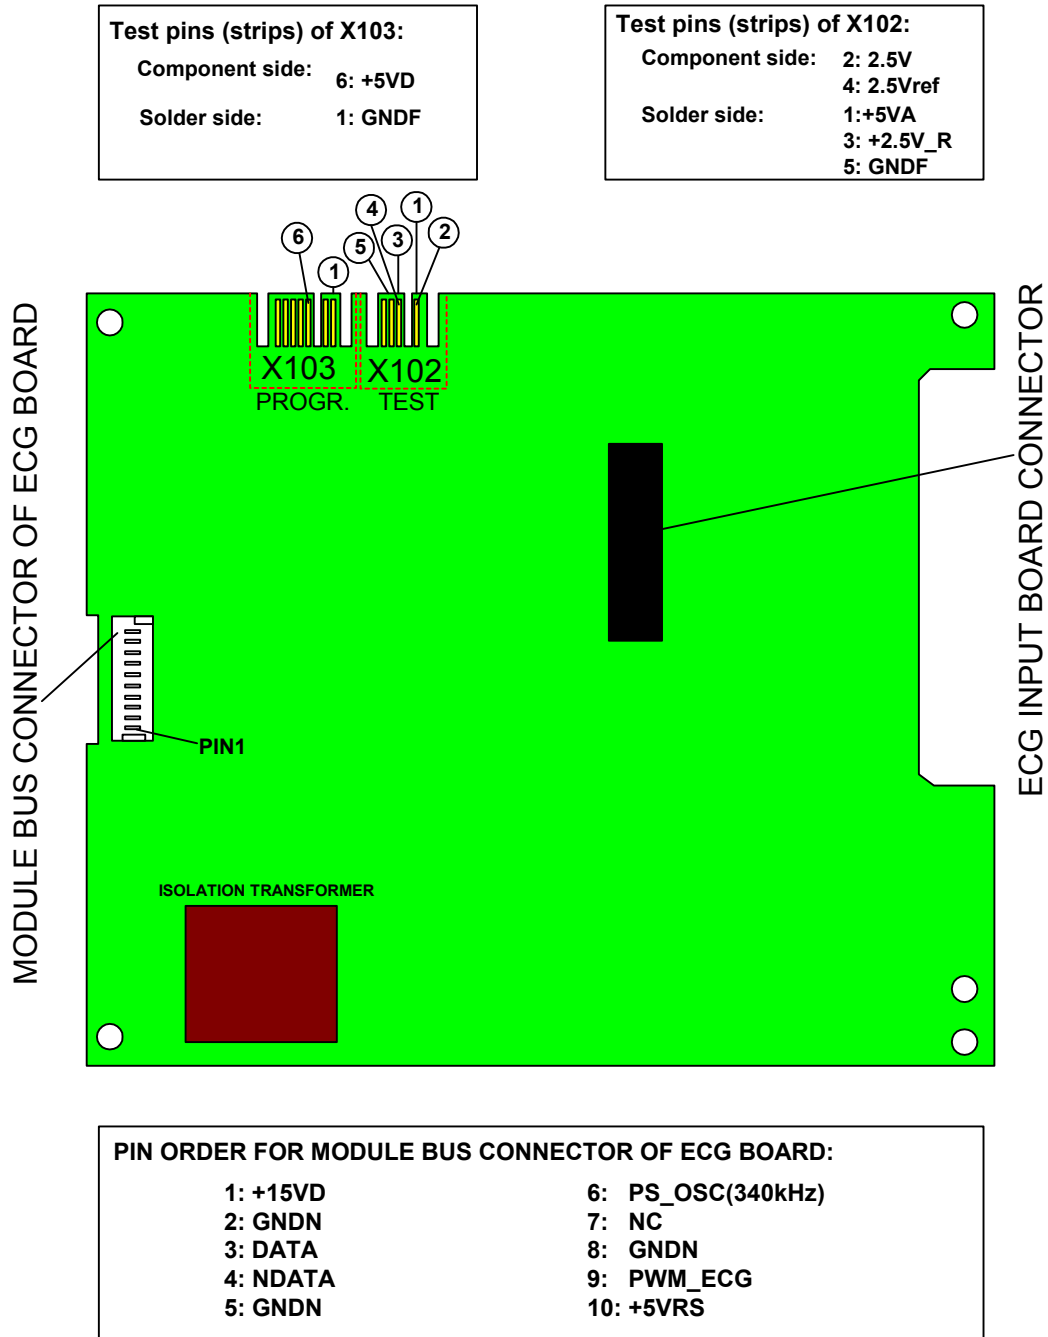 Test pins (strips) of X103:
Component side: 6: +5VD
Solder side: 1: GNDF
Test pins (strips) of X102:
Component side: 2: 2.5V
4: 2.5Vref
Solder side: 1:+5VA
3: +2.5V_R
5: GNDF
6
1
5
4
3
1
2
X103
PROGR.
X102
TEST
MODULE BUS CONNECTOR OF ECG BOARD
ECG INPUT BOARD CONNECTOR
PIN1
ISOLATION TRANSFORMER
PIN ORDER FOR MODULE BUS CONNECTOR OF ECG BOARD:
1: +15VD
2: GNDN
3: DATA
4: NDATA
5: GNDN
6: PS_OSC(340kHz)
7: NC
8: GNDN
9: PWM_ECG
10: +5VRS